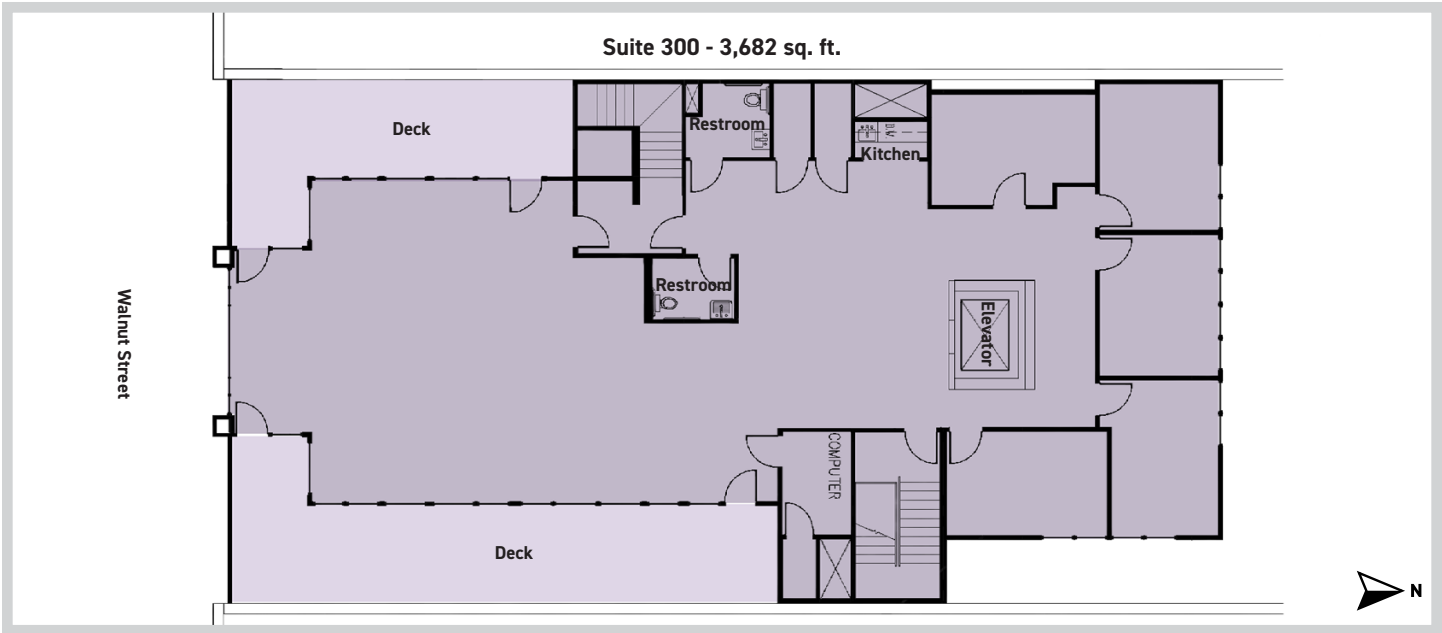 Suite 300 - 3,682 sq. ft.
Deck
Restroom
D.W
Kitchen
Restroom
Walnut Street
Elevator
COMPUTER
Deck
N